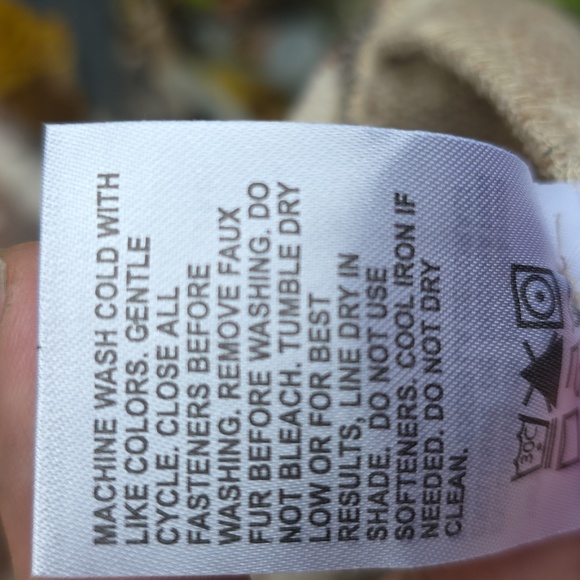 MACHINE WASH COLD WITH
LIKE COLORS. GENTLE
CYCLE. CLOSE ALL
FASTENERS BEFORE
WASHING. REMOVE FAUX
FUR BEFORE WASHING. DO
NOT BLEACH. TUMBLE DRY
LOW OR FOR BEST
RESULTS, LINE DRY IN
SHADE. DO NOT USE
SOFTENERS. COOL IRON IF
NEEDED. DO NOT DRY
CLEAN.
30C